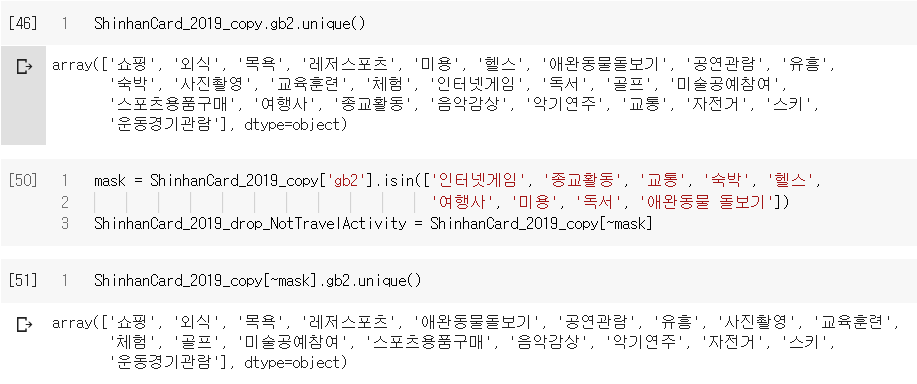 [46] 1 ShinhanCard_2019_copy.gb2.unique()
array(['쇼핑', '외식', '목욕', '레저스포츠', '미용', '헬스', '애완동물돌보기', '공연관람', '유흥',
'숙박', '사진촬영', '교육훈련', '체험', '인터넷게임', '독서', '골프', '미술공예참여',
'스포츠용품구매', '여행사', '종교활동', '음악감상', '악기연주', '교통', '자전거', '스키',
'운동경기관람'], dtype=object)
[50] 1 mask = ShinhanCard_2019_copy['gb2'].isin(['인터넷게임', '종교활동', '교통', '숙박', '헬스',
2 '여행사', '미용', '독서', '애완동물 돌보기'])
3 ShinhanCard_2019_drop_NotTravelActivity = ShinhanCard_2019_copy[~mask]
[51] 1 ShinhanCard_2019_copy[~mask].gb2.unique()
array(['쇼핑', '외식', '목욕', '레저스포츠', '애완동물돌보기', '공연관람', '유흥', '사진촬영', '교육훈련',
'체험', '골프', '미술공예참여', '스포츠용품구매', '음악감상', '악기연주', '자전거', '스키',
'운동경기관람'], dtype=object)